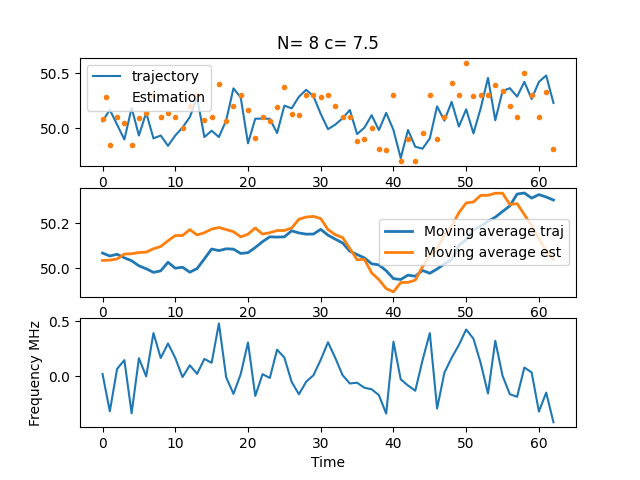 N= 8 c= 7.5
50.5
50.0
trajectory
Estimation
0 10 20 30 40 50 60
50.2
50.0
Moving average traj
Moving average est
0 10 20 30 40 50 60
Frequency MHz
0.5
0.0
0 10 20 30 40 50 60
Time